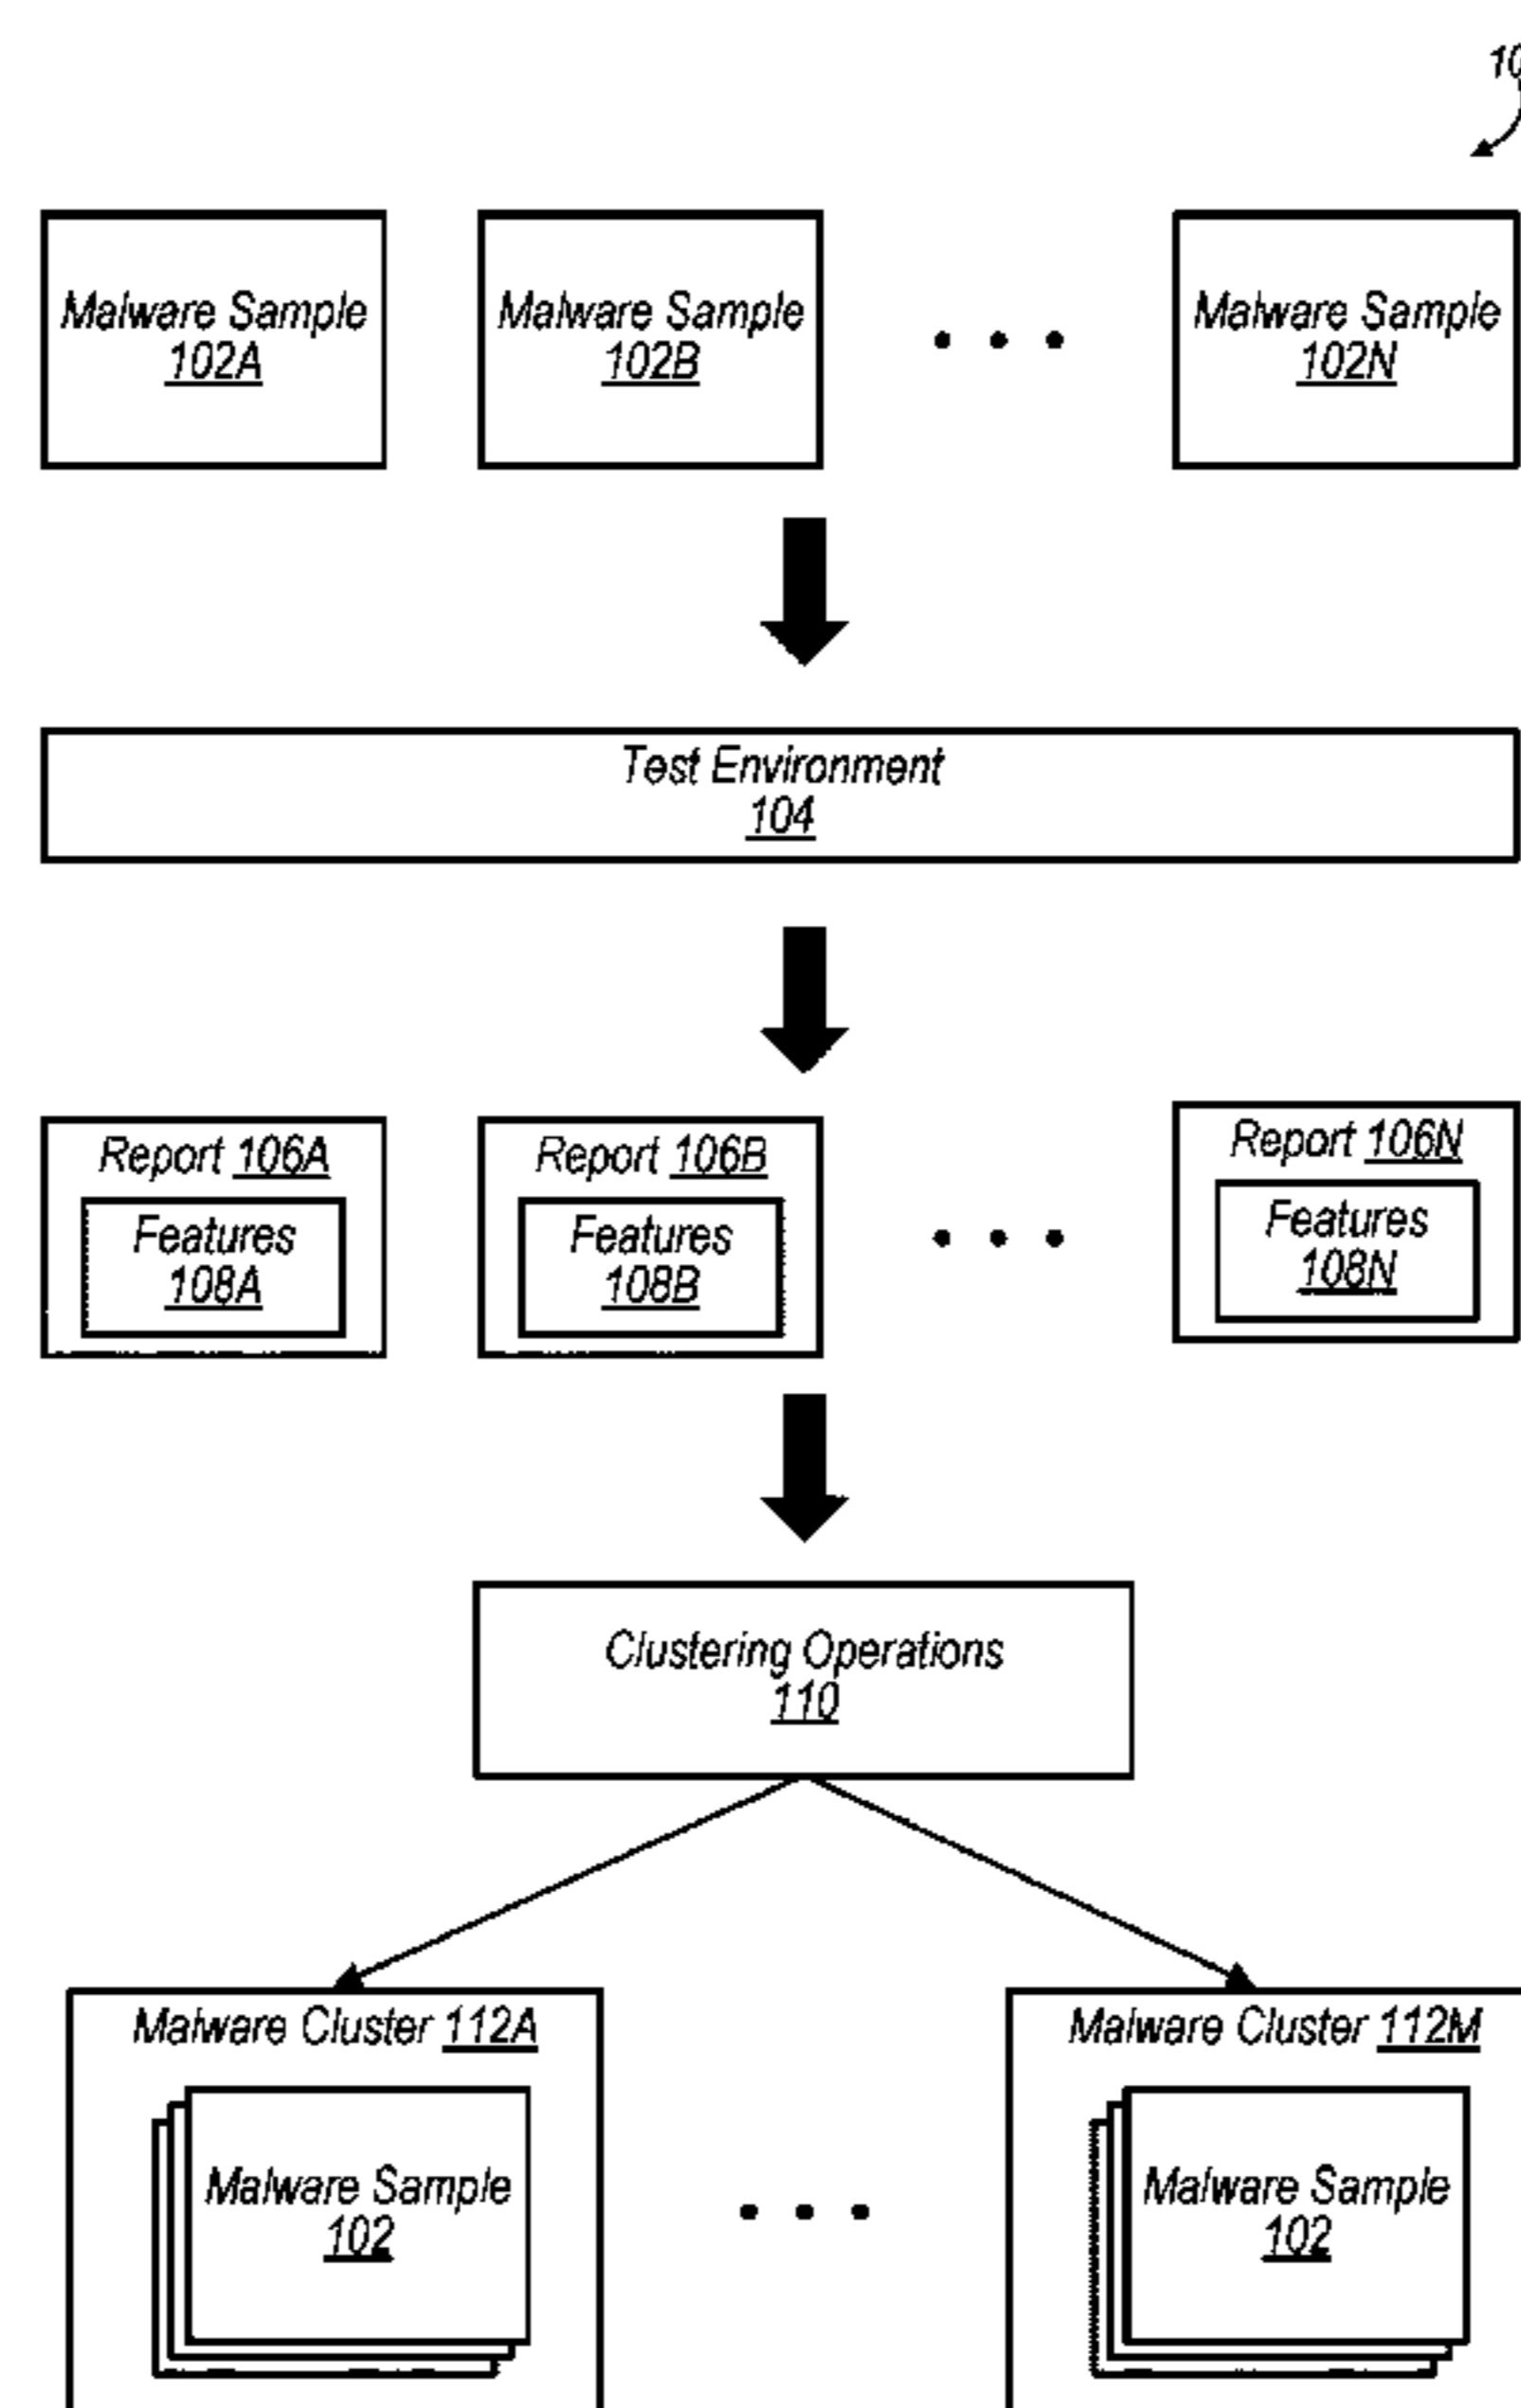 Malware Sample
102A
Malware Sample
102B
Malware Sample
102N
Test Environment
104
Report 106A
Features
108A
Report 106B
Features
108B
Report 106N
Features
108N
Clustering Operations
110
Malware Cluster 112A
Malware Sample
102
Malware Cluster 112M
Malware Sample
102